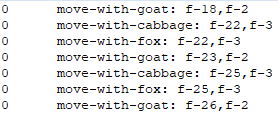 0 move-with-goat: f-18,f-2
0 move-with-cabbage: f-22,f-3
0 move-with-fox: f-22,f-3
0 move-with-goat: f-23,f-2
0 move-with-cabbage: f-25,f-3
0 move-with-fox: f-25,f-3
0 move-with-goat: f-26,f-2